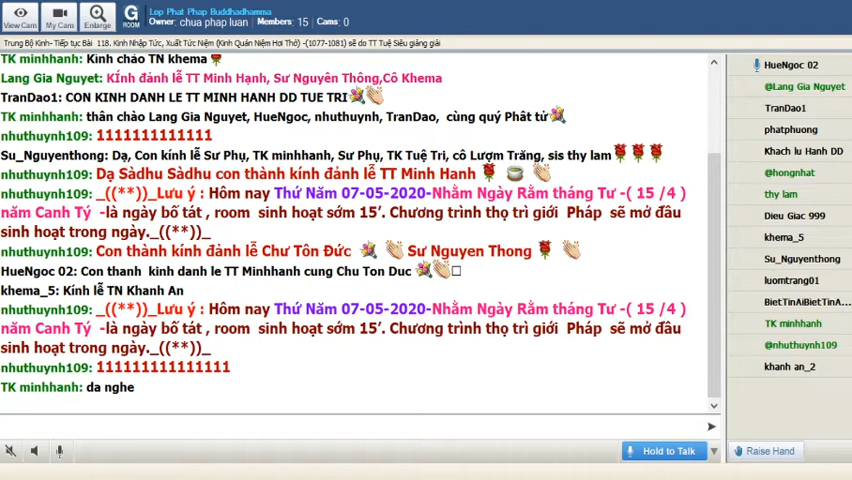 View Cam
My Cams
Enlarge
G
ROOM
Lop Phat Phap Buddhadhamma
Owner: chua phap luan Members: 15 Cams: 0
Trung Bộ Kinh- Tiếp tục Bài 118. Kinh Nhập Tức, Xuất Tức Niệm (Kinh Quán Niệm Hơi Thở) -(1077-1081) sẽ do TT Tuệ Siêu giảng giải
TK minhhanh: Kính chào TN khema
Lang Gia Nguyet: KÍnh đảnh lễ TT Minh Hạnh, Sư Nguyên Thông,Cô Khema
TranDao1: CON KINH DANH LE TT MINH HANH DD TUE TRI
TK minhhanh: thân chào Lang Gia Nguyet, HueNgoc, nhuthuynh, TranDao, cùng quý Phât tử
nhuthuynh109: 1111111111111
Su_Nguyenthong: Dạ, Con kính lễ Sư Phụ, TK minhhanh, Sư Phụ, TK Tuệ Tri, cô Lượm Trăng, sis thy lam
nhuthuynh109: Dạ Sàdhu Sàdhu con thành kính đảnh lễ TT Minh Hanh
nhuthuynh109: _((**))_Lưu ý : Hôm nay Thứ Năm 07-05-2020-Nhằm Ngày Rằm tháng Tư -( 15 /4 )
năm Canh Tý -là ngày bố tát , room sinh hoạt sớm 15’. Chương trình thọ trì giới Pháp sẽ mở đầu
sinh hoạt trong ngày._((**))_
nhuthuynh109: Con thành kính đảnh lễ Chư Tôn Đức Sư Nguyen Thong
HueNgoc 02: Con thanh kinh danh le TT Minhhanh cung Chu Ton Duc
khema_5: Kính lễ TN Khanh An
nhuthuynh109: _((**))_Lưu ý : Hôm nay Thứ Năm 07-05-2020-Nhằm Ngày Rằm tháng Tư -( 15 /4 )
năm Canh Tý -là ngày bố tát , room sinh hoạt sớm 15’. Chương trình thọ trì giới Pháp sẽ mở đầu
sinh hoạt trong ngày._((**))_
nhuthuynh109: 111111111111111
TK minhhanh: da nghe
Hold to Talk
HueNgoc 02
@Lang Gia Nguyet
TranDao1
phatphuong
Khach lu Hanh DD
@hongnhat
thy lam
Dieu Giac 999
khema_5
Su_Nguyenthong
luomtrang01
BietTinAiBietTinA...
TK minhhanh
@nhuthuynh109
khanh an_2
Raise Hand